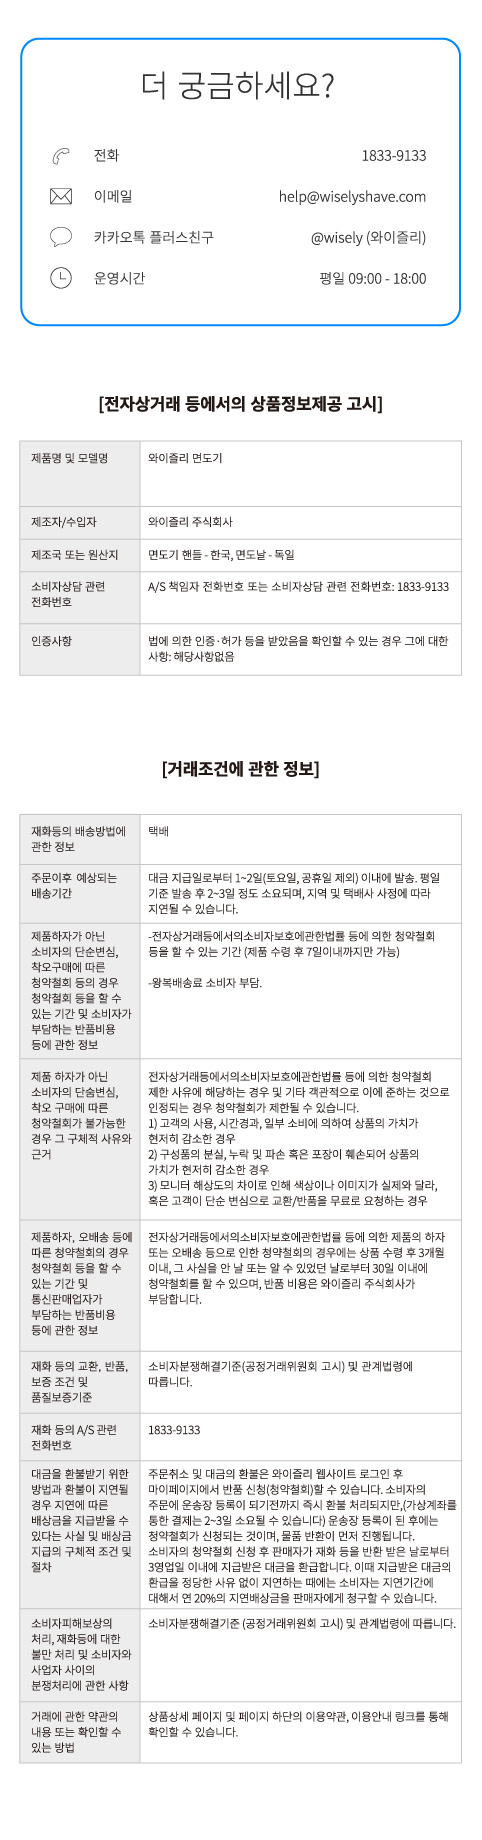 더 궁금하세요?
전화 1833-9133
이메일 help@wiselyshave.com
카카오톡 플러스친구 @wisely (와이즐리)
운영시간 평일 09:00 - 18:00
[전자상거래 등에서의 상품정보제공 고시]
제품명 및 모델명 와이즐리 면도기
제조자/수입자 와이즐리 주식회사
제조국 또는 원산지 면도기 핸들 - 한국, 면도날 - 독일
소비자상담 관련
전화번호
A/S 책임자 전화번호 또는 소비자상담 관련 전화번호: 1833-9133
인증사항
법에 의한 인증·허가 등을 받았음을 확인할 수 있는 경우 그에 대한
사항: 해당사항없음
[거래조건에 관한 정보]
재화등의 배송방법에
관한 정보
택배
주문이후 예상되는
배송기간
대금 지급일로부터 1~2일(토요일, 공휴일 제외) 이내에 발송. 평일
기준 발송 후 2~3일 정도 소요되며, 지역 및 택배사 사정에 따라
지연될 수 있습니다.
제품하자가 아닌
소비자의 단순변심,
착오구매에 따른
청약철회 등의 경우
청약철회 등을 할 수
있는 기간 및 소비자가
부담하는 반품비용
등에 관한 정보
-전자상거래등에서의소비자보호에관한법률 등에 의한 청약철회
등을 할 수 있는 기간 (제품 수령 후 7일이내까지만 가능)
-왕복배송료 소비자 부담.
제품 하자가 아닌
소비자의 단숨변심,
착오 구매에 따른
청약철회가 불가능한
경우 그 구체적 사유와
근거
전자상거래등에서의소비자보호에관한법률 등에 의한 청약철회
제한 사유에 해당하는 경우 및 기타 객관적으로 이에 준하는 것으로
인정되는 경우 청약철회가 제한될 수 있습니다.
1) 고객의 사용, 시간경과, 일부 소비에 의하여 상품의 가치가
현저히 감소한 경우
2) 구성품의 분실, 누락 및 파손 혹은 포장이 훼손되어 상품의
가치가 현저히 감소한 경우
3) 모니터 해상도의 차이로 인해 색상이나 이미지가 실제와 달라,
혹은 고객이 단순 변심으로 교환/반품을 무료로 요청하는 경우
제품하자, 오배송 등에
따른 청약철회의 경우
청약철회 등을 할 수
있는 기간 및
통신판매업자가
부담하는 반품비용
등에 관한 정보
전자상거래등에서의소비자보호에관한법률 등에 의한 제품의 하자
또는 오배송 등으로 인한 청약철회의 경우에는 상품 수령 후 3개월
이내, 그 사실을 안 날 또는 알 수 있었던 날로부터 30일 이내에
청약철회를 할 수 있으며, 반품 비용은 와이즐리 주식회사가
부담합니다.
재화 등의 교환, 반품,
보증 조건 및
품질보증기준
소비자분쟁해결기준(공정거래위원회 고시) 및 관계법령에
따릅니다.
재화 등의 A/S 관련
전화번호
1833-9133
대금을 환불받기 위한
방법과 환불이 지연될
경우 지연에 따른
배상금을 지급받을 수
있다는 사실 및 배상금
지급의 구체적 조건 및
절차
주문취소 및 대금의 환불은 와이즐리 웹사이트 로그인 후
마이페이지에서 반품 신청(청약철회)할 수 있습니다. 소비자의
주문에 운송장 등록이 되기전까지 즉시 환불 처리되지만,(가상계좌를
통한 결제는 2~3일 소요될 수 있습니다) 운송장 등록이 된 후에는
청약철회가 신청되는 것이며, 물품 반환이 먼저 진행됩니다.
소비자의 청약철회 신청 후 판매자가 재화 등을 반환 받은 날로부터
3영업일 이내에 지급받은 대금을 환급합니다. 이때 지급받은 대금의
환급을 정당한 사유 없이 지연하는 때에는 소비자는 지연기간에
대해서 연 20%의 지연배상금을 판매자에게 청구할 수 있습니다.
소비자피해보상의
처리, 재화등에 대한
불만 처리 및 소비자와
사업자 사이의
분쟁처리에 관한 사항
소비자분쟁해결기준 (공정거래위원회 고시) 및 관계법령에 따릅니다.
거래에 관한 약관의
내용 또는 확인할 수
있는 방법
상품상세 페이지 및 페이지 하단의 이용약관, 이용안내 링크를 통해
확인할 수 있습니다.